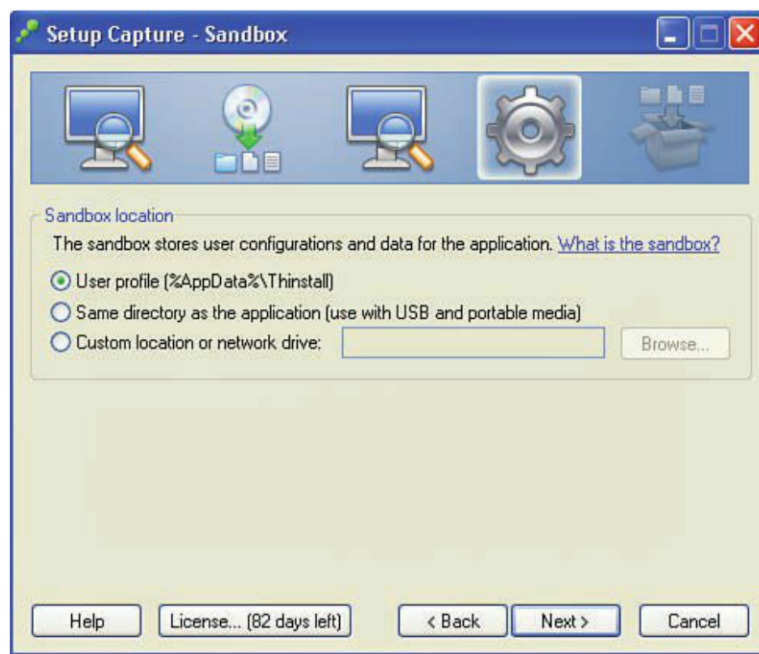 Setup Capture - Sandbox
Sandbox location
The sandbox stores user configurations and data for the application. What is the sandbox?
User profile (%AppData%\Thinstall)
Same directory as the application (use with USB and portable media)
Custom location or network drive:
Browse...
Help
License... (82 days left)
< Back
Next >
Cancel